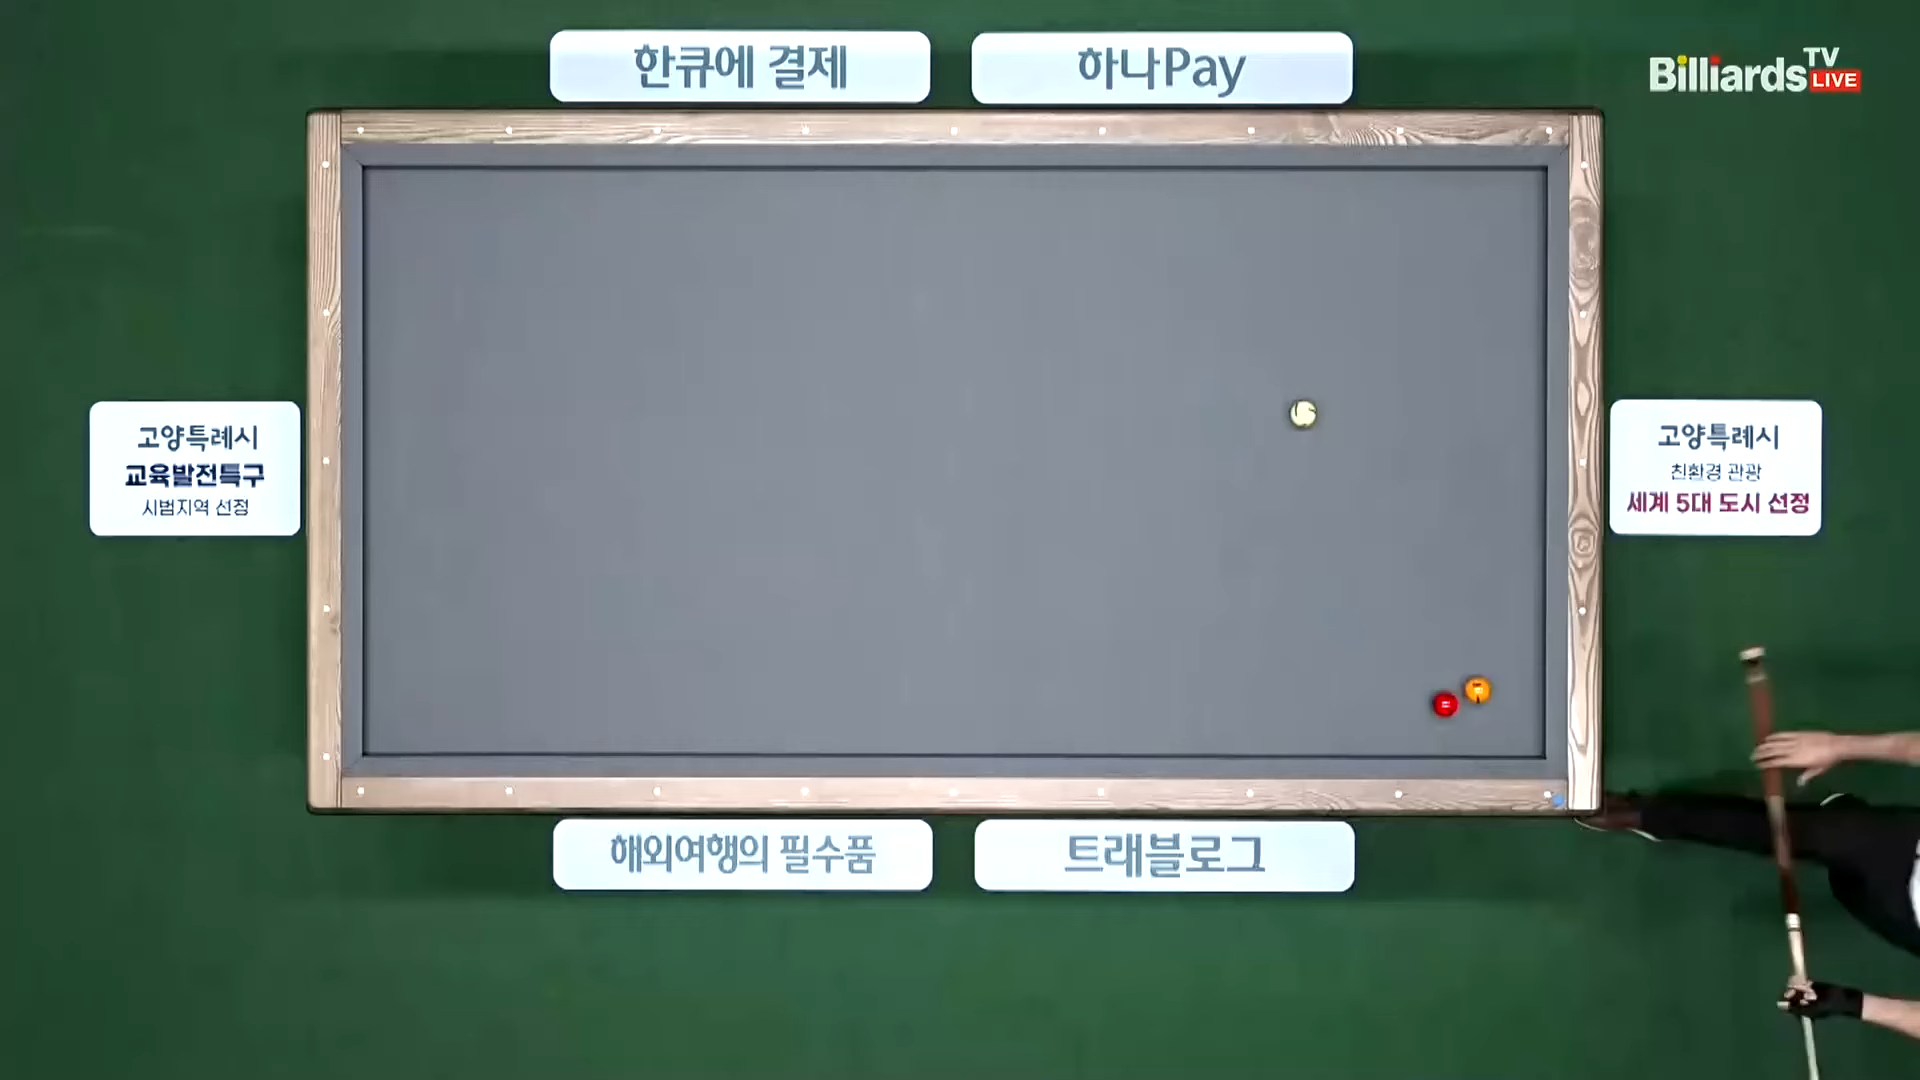 한큐에 결제
하나Pay
BilliardsTV
LIVE
고양특례시
교육발전특구
시범지역 선정
고양특례시
친환경 관광
세계 5대 도시 선정
해외여행의 필수품
트래블로그